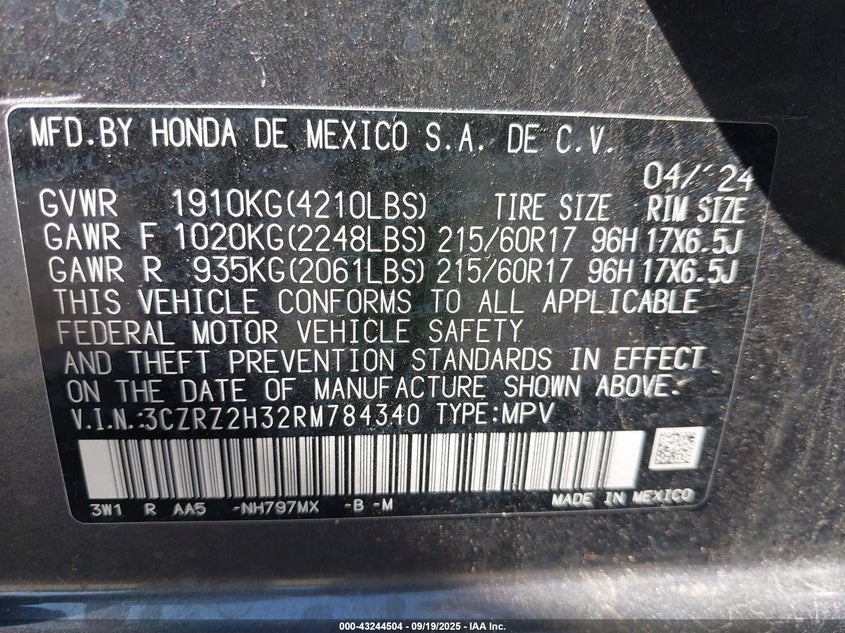 MFD.BY HONDA DE MEXICO S.A. DE C.V.
04/ 24
GVWR 1910KG(4210LBS) TIRE SIZE RIM SIZE
GAWR F 1020KG(2248LBS) 215/60R17 96H 17X6.5J
GAWR R 935KG(2061LBS) 215/60R17 96H 17X6.5J
THIS VEHICLE CONFORMS TO ALL APPLICABLE
FEDERAL MOTOR VEHICLE SAFETY
AND THEFT PREVENTION STANDARDS IN EFFECT
ON THE DATE OF MANUFACTURE SHOWN ABOVE.
V.I.N.:3CZRZ2H32RM784340 TYPE:MPV
3W1 R AA5 -NH797MX -B -M MADE IN MEXICO
000-43244504 - 09/19/2025 - IAA Inc.